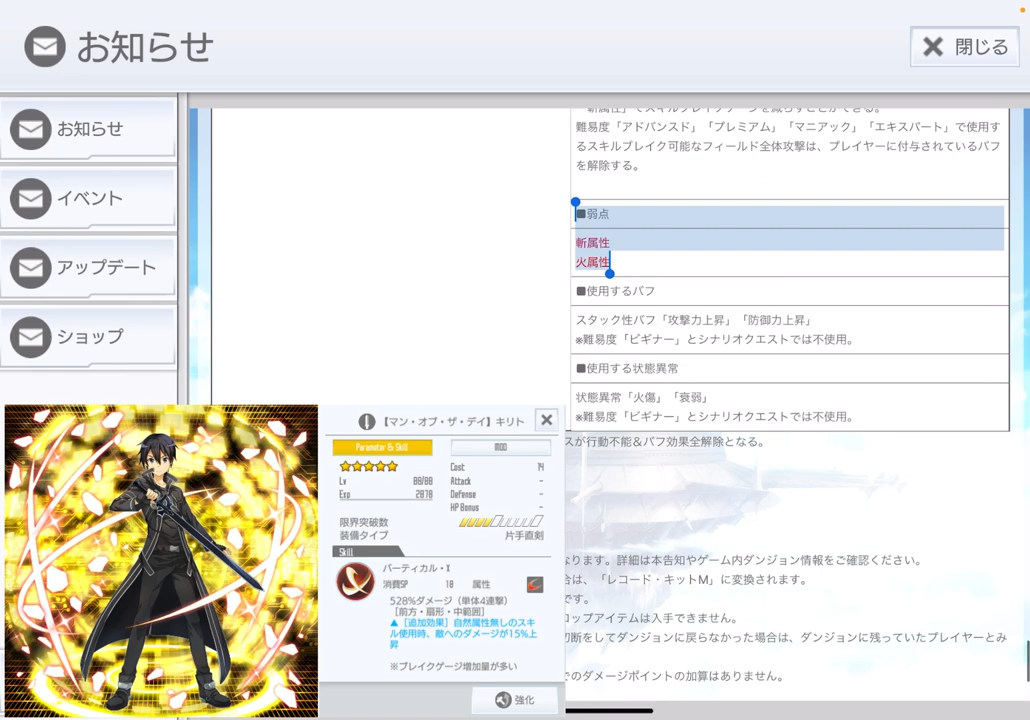 お知らせ
閉じる
お知らせ
イベント
アップデート
ショップ
難易度「アドバンスド」「プレミアム」「マニアック」「エキスパート」で使用す
るスキルブレイク可能なフィールド全体攻撃は、プレイヤーに付与されているバフ
を解除する。
■弱点
斬属性
火属性
■使用するバフ
スタック性バフ「攻撃力上昇」「防御力上昇」
※難易度「ビギナー」とシナリオクエストでは不使用。
■使用する状態異常
状態異常「火傷」「衰弱」
※難易度「ビギナー」とシナリオクエストでは不使用。
スが行動不能＆バフ効果全解除となる。
なります。詳細は本告知やゲーム内ダンジョン情報をご確認ください。
合は、「レコード・キットM」に変換されます。
です。
ロップアイテムは入手できません。
切断をしてダンジョンに戻らなかった場合は、ダンジョンに残っていたプレイヤーとみ
でのダメージポイントの加算はありません。
【マン・オブ・ザ・デイ】キリト
Parameter & Skill
MOD
Lv 88/88
Exp 2878
Cost 14
Attack -
Defense -
HP Bonus -
限界突破数
装備タイプ 片手直剣
Skill
バーティカル・I
消費SP 18 属性
528%ダメージ（単体4連撃）
［前方・扇形・中範囲］
▲［追加効果］自然属性無しのスキ
ル使用時、敵へのダメージが15%上
昇
※ブレイクゲージ増加量が多い
強化